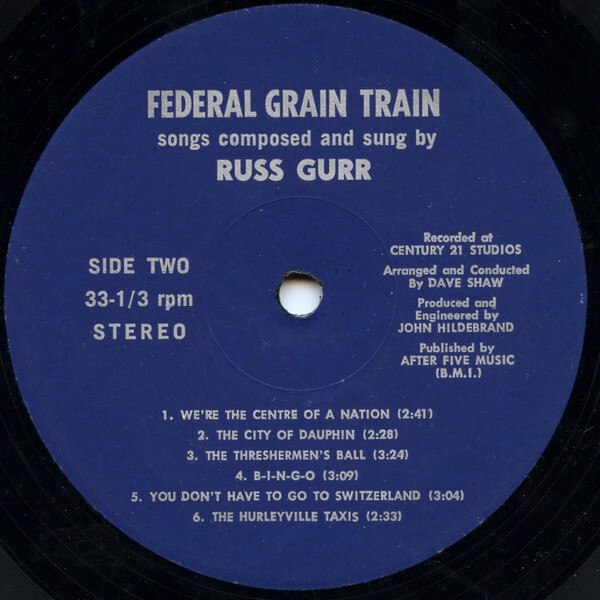 FEDERAL GRAIN TRAIN
songs composed and sung by
RUSS GURR
SIDE TWO
33-1/3 rpm
STEREO
Recorded at
CENTURY 21 STUDIOS
Arranged and Conducted
By DAVE SHAW
Produced and
Engineered by
JOHN HILDEBRAND
Published by
AFTER FIVE MUSIC
(B.M.I.)
1. WE'RE THE CENTRE OF A NATION (2:41)
2. THE CITY OF DAUPHIN (2:28)
3. THE THRESHERMEN'S BALL (3:24)
4. B-I-N-G-O (3:09)
5. YOU DON'T HAVE TO GO TO SWITZERLAND (3:04)
6. THE HURLEYVILLE TAXIS (2:33)